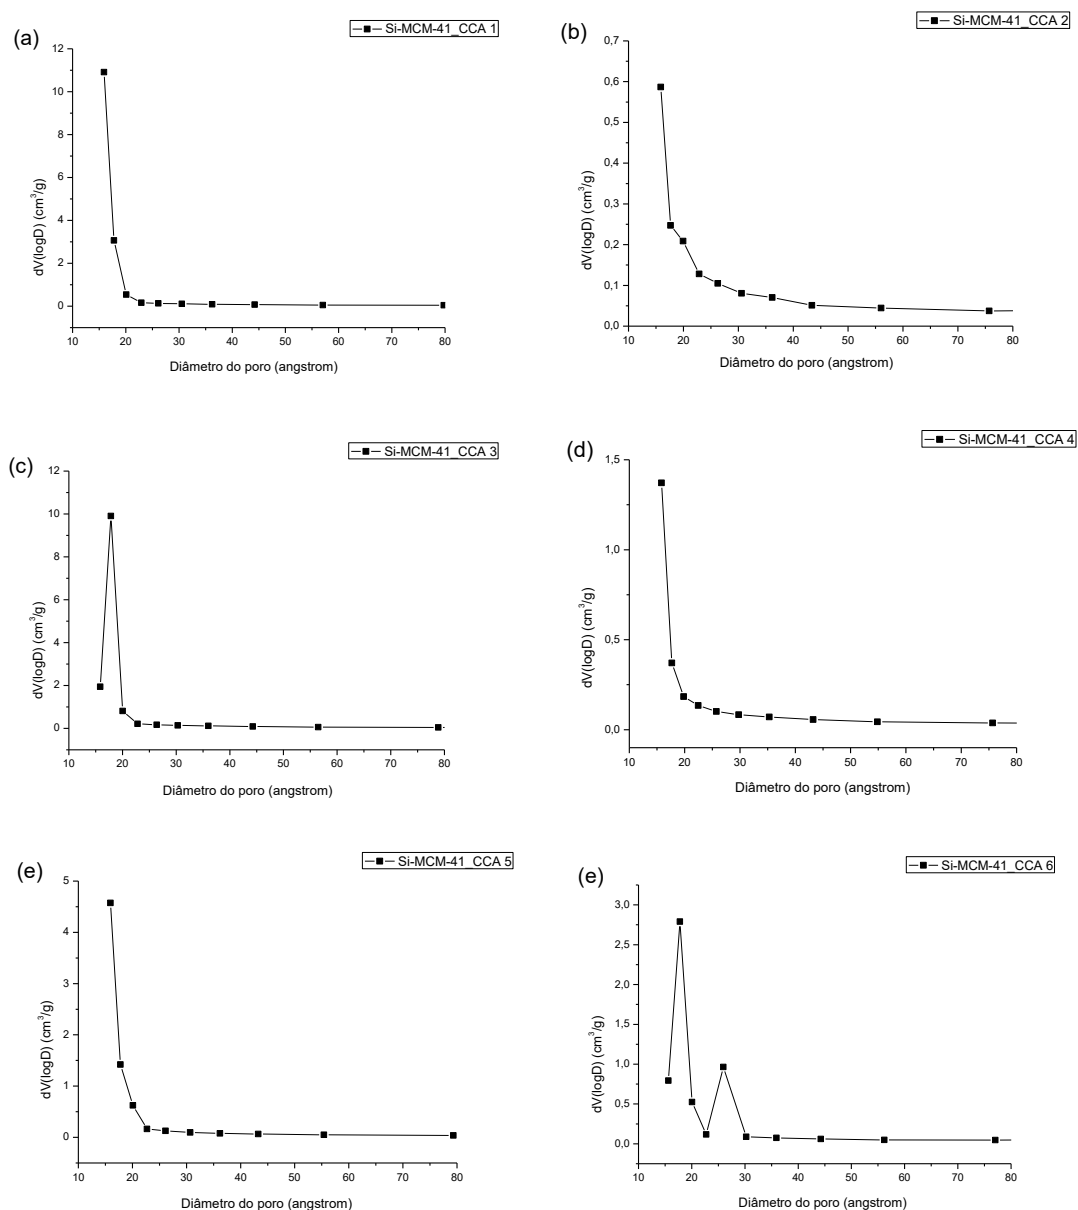 (a)
Si-MCM-41_CCA 1
12
10
8
6
4
2
0
dV(logD) (cm³/g)
10 20 30 40 50 60 70 80
Diâmetro do poro (angstrom)
(b)
Si-MCM-41_CCA 2
0,7
0,6
0,5
0,4
0,3
0,2
0,1
0,0
dV(logD) (cm³/g)
10 20 30 40 50 60 70 80
Diâmetro do poro (angstrom)
(c)
Si-MCM-41_CCA 3
12
10
8
6
4
2
0
dV(logD) (cm³/g)
10 20 30 40 50 60 70 80
Diâmetro do poro (angstrom)
(d)
Si-MCM-41_CCA 4
1,5
1,0
0,5
0,0
dV(logD) (cm³/g)
10 20 30 40 50 60 70 80
Diâmetro do poro (angstrom)
(e)
Si-MCM-41_CCA 5
5
4
3
2
1
0
dV(logD) (cm³/g)
10 20 30 40 50 60 70 80
Diâmetro do poro (angstrom)
(e)
Si-MCM-41_CCA 6
3,0
2,5
2,0
1,5
1,0
0,5
0,0
dV(logD) (cm³/g)
10 20 30 40 50 60 70 80
Diâmetro do poro (angstrom)